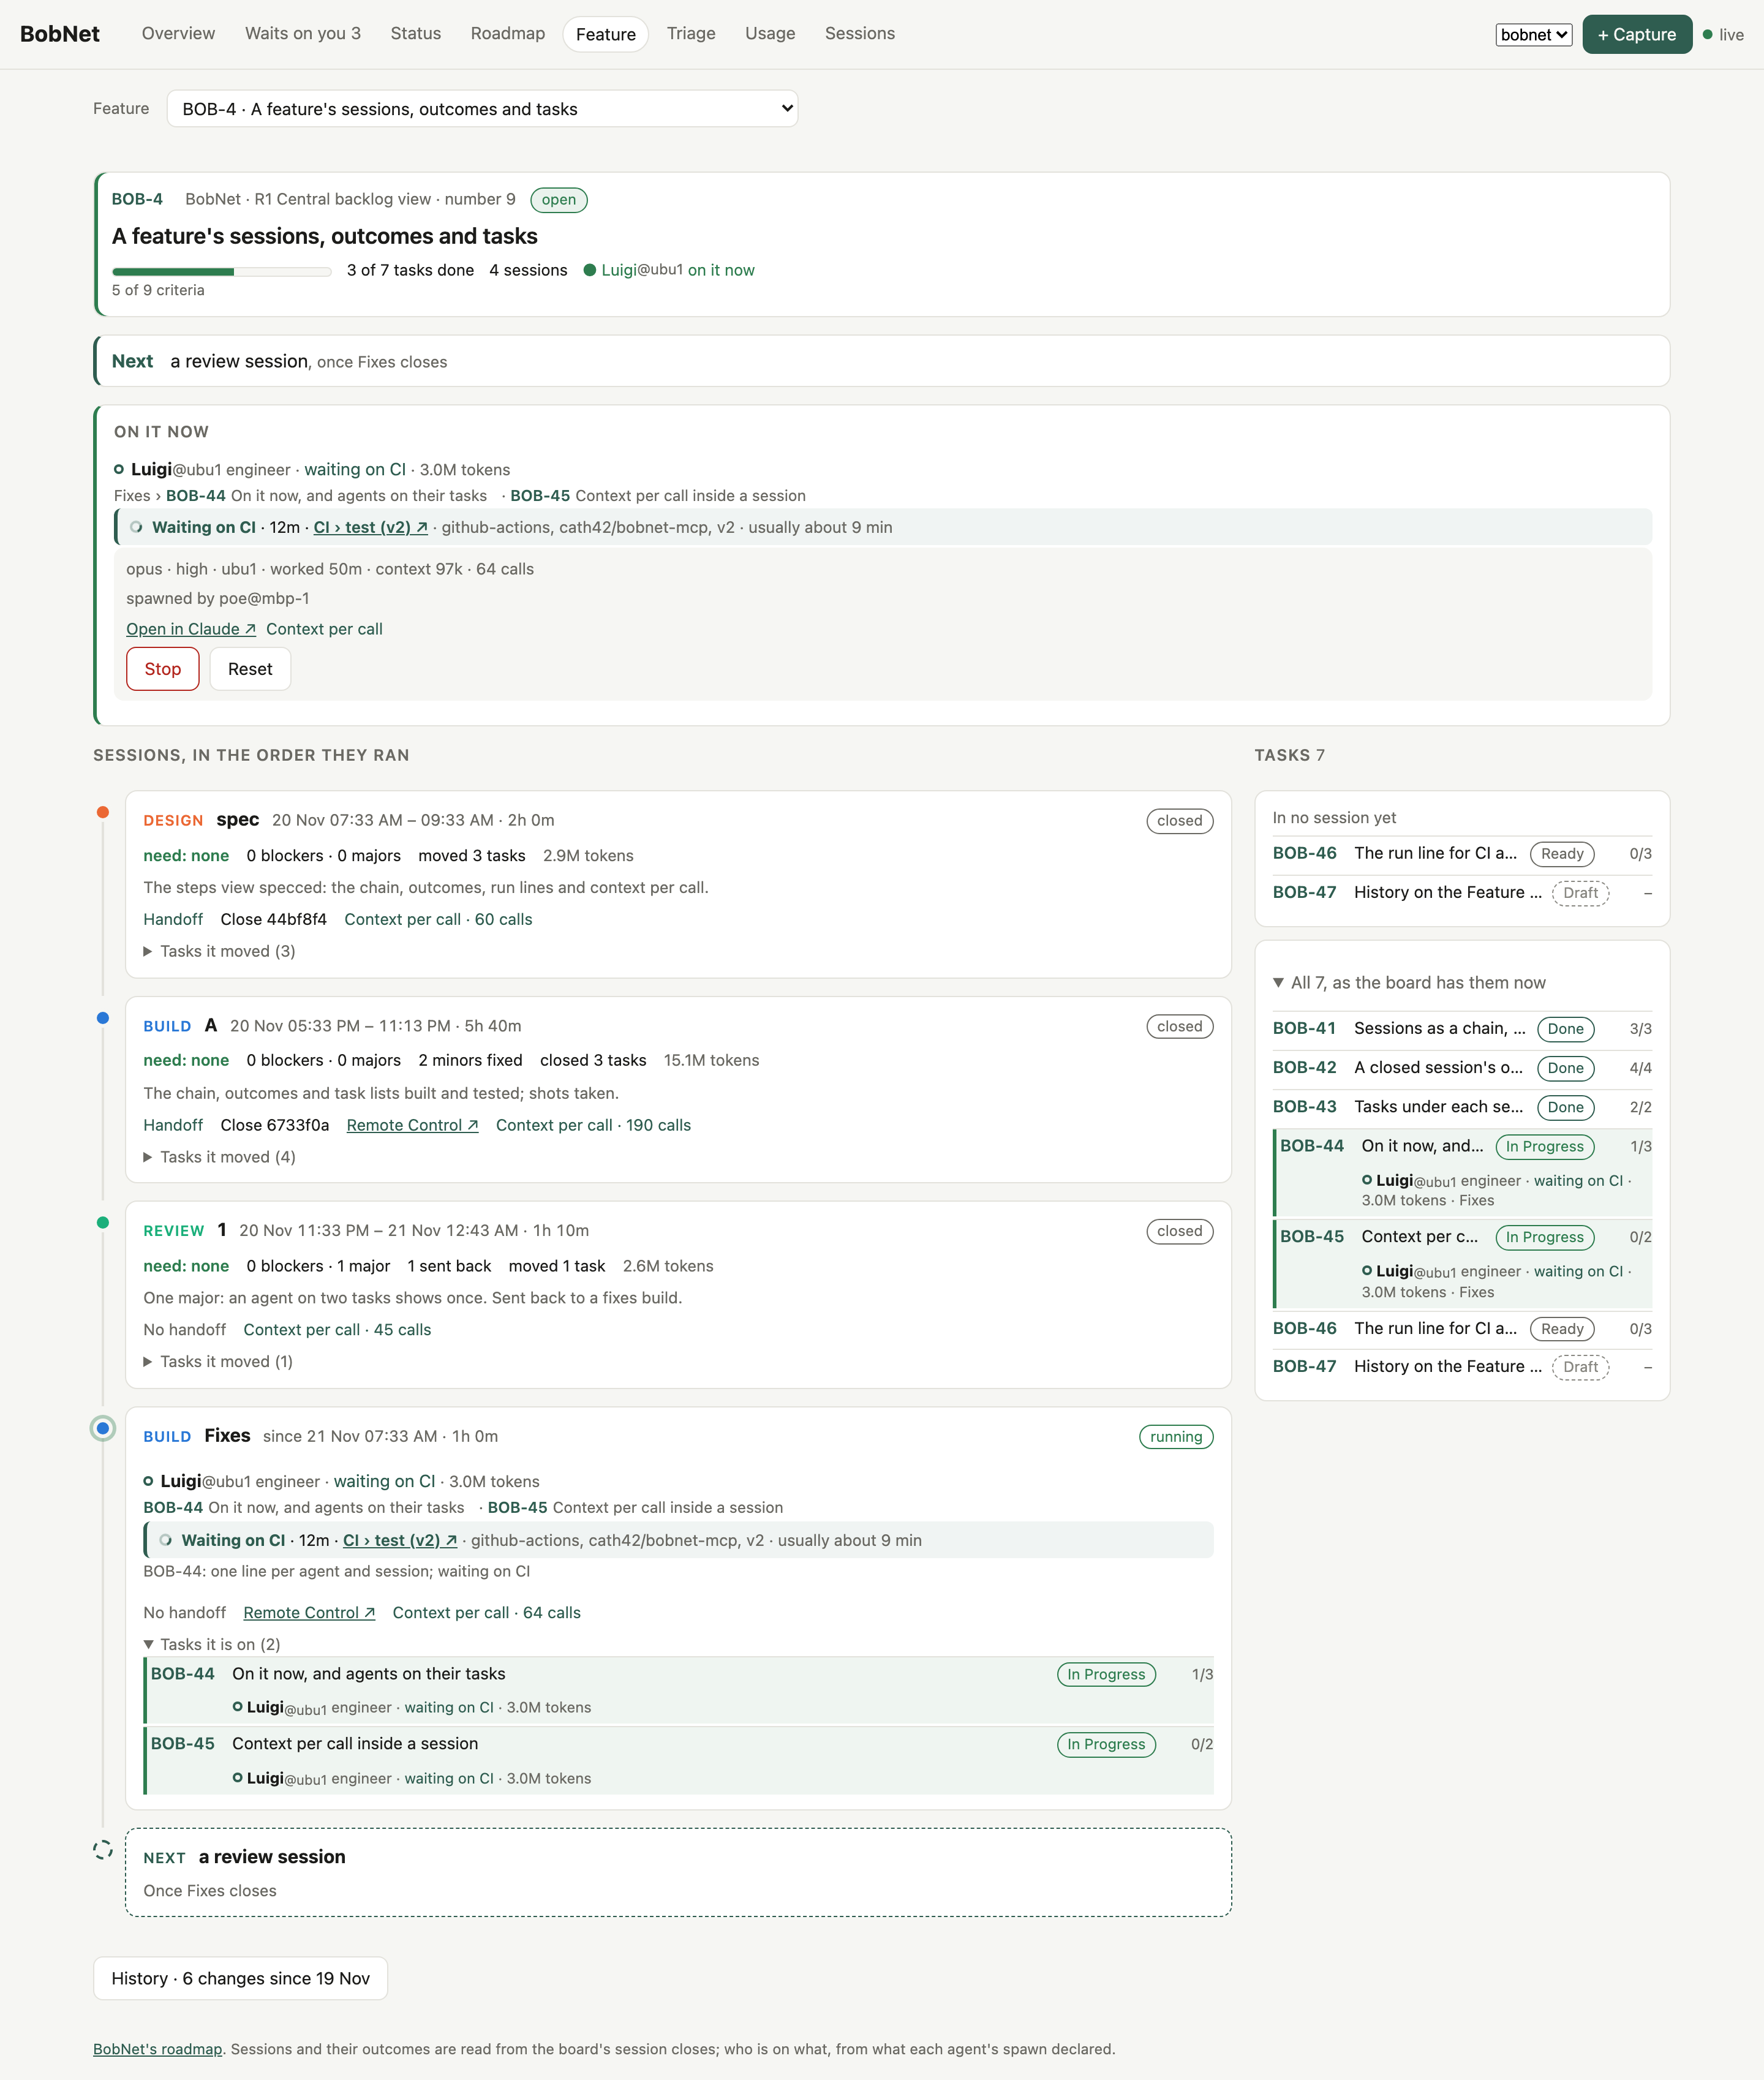 BobNet Overview Waits on you 3 Status Roadmap Feature Triage Usage Sessions bobnet + Capture live
Feature BOB-4 · A feature's sessions, outcomes and tasks
BOB-4 BobNet · R1 Central backlog view · number 9 open
A feature's sessions, outcomes and tasks
3 of 7 tasks done 4 sessions Luigi@ubu1 on it now
5 of 9 criteria
Next a review session, once Fixes closes
ON IT NOW
Luigi@ubu1 engineer · waiting on CI · 3.0M tokens
Fixes › BOB-44 On it now, and agents on their tasks · BOB-45 Context per call inside a session
Waiting on CI · 12m · CI › test (v2) ↗ · github-actions, cath42/bobnet-mcp, v2 · usually about 9 min
opus · high · ubu1 · worked 50m · context 97k · 64 calls
spawned by poe@mbp-1
Open in Claude ↗ Context per call
Stop Reset
SESSIONS, IN THE ORDER THEY RAN
DESIGN spec 20 Nov 07:33 AM – 09:33 AM · 2h 0m closed
need: none 0 blockers · 0 majors moved 3 tasks 2.9M tokens
The steps view specced: the chain, outcomes, run lines and context per call.
Handoff Close 44bf8f4 Context per call · 60 calls
▶ Tasks it moved (3)
BUILD A 20 Nov 05:33 PM – 11:13 PM · 5h 40m closed
need: none 0 blockers · 0 majors 2 minors fixed closed 3 tasks 15.1M tokens
The chain, outcomes and task lists built and tested; shots taken.
Handoff Close 6733f0a Remote Control ↗ Context per call · 190 calls
▶ Tasks it moved (4)
REVIEW 1 20 Nov 11:33 PM – 21 Nov 12:43 AM · 1h 10m closed
need: none 0 blockers · 1 major 1 sent back moved 1 task 2.6M tokens
One major: an agent on two tasks shows once. Sent back to a fixes build.
No handoff Context per call · 45 calls
▶ Tasks it moved (1)
BUILD Fixes since 21 Nov 07:33 AM · 1h 0m running
Luigi@ubu1 engineer · waiting on CI · 3.0M tokens
BOB-44 On it now, and agents on their tasks · BOB-45 Context per call inside a session
Waiting on CI · 12m · CI › test (v2) ↗ · github-actions, cath42/bobnet-mcp, v2 · usually about 9 min
BOB-44: one line per agent and session; waiting on CI
No handoff Remote Control ↗ Context per call · 64 calls
▼ Tasks it is on (2)
BOB-44 On it now, and agents on their tasks In Progress 1/3
Luigi@ubu1 engineer · waiting on CI · 3.0M tokens
BOB-45 Context per call inside a session In Progress 0/2
Luigi@ubu1 engineer · waiting on CI · 3.0M tokens
NEXT a review session
Once Fixes closes
TASKS 7
In no session yet
BOB-46 The run line for CI a... Ready 0/3
BOB-47 History on the Feature ... Draft –
▼ All 7, as the board has them now
BOB-41 Sessions as a chain, ... Done 3/3
BOB-42 A closed session's o... Done 4/4
BOB-43 Tasks under each se... Done 2/2
BOB-44 On it now, and... In Progress 1/3
Luigi@ubu1 engineer · waiting on CI ·
3.0M tokens · Fixes
BOB-45 Context per c... In Progress 0/2
Luigi@ubu1 engineer · waiting on CI ·
3.0M tokens · Fixes
BOB-46 The run line for CI a... Ready 0/3
BOB-47 History on the Feature ... Draft –
History · 6 changes since 19 Nov
BobNet's roadmap. Sessions and their outcomes are read from the board's session closes; who is on what, from what each agent's spawn declared.